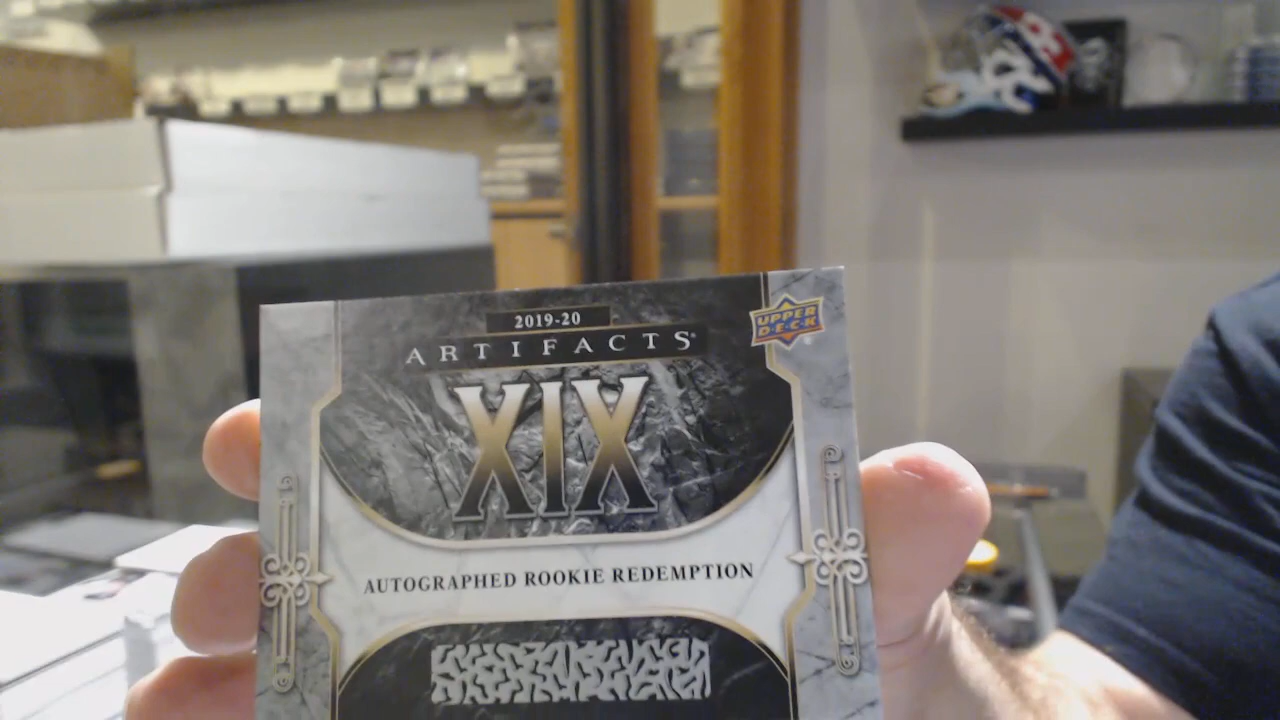 2019-20
ARTIFACTS
UPPER
DECK
XIX
AUTOGRAPHED ROOKIE REDEMPTION